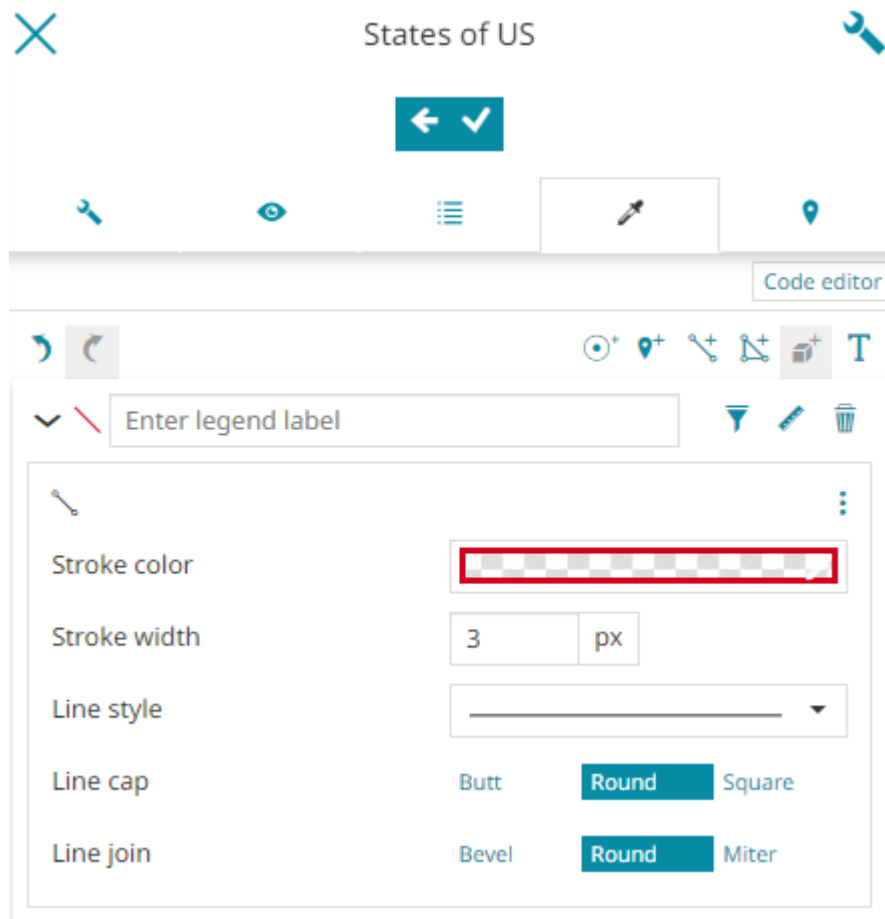 States of US
Code editor
T
Enter legend label
Stroke color
Stroke width 3 px
Line style
Line cap Butt Round Square
Line join Bevel Round Miter